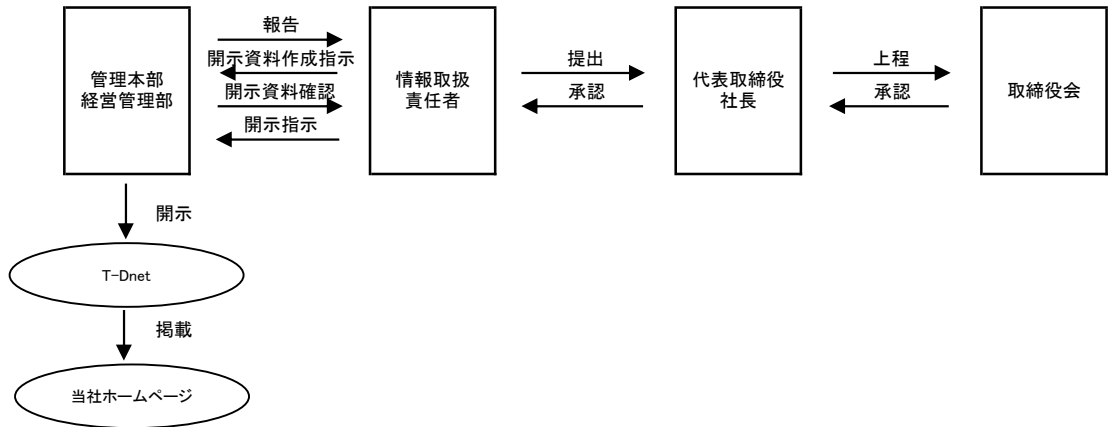 報告
開示資料作成指示
開示資料確認
開示指示
管理本部
経営管理部
情報取扱
責任者
提出
承認
代表取締役
社長
上程
承認
取締役会
開示
T-Dnet
掲載
当社ホームページ